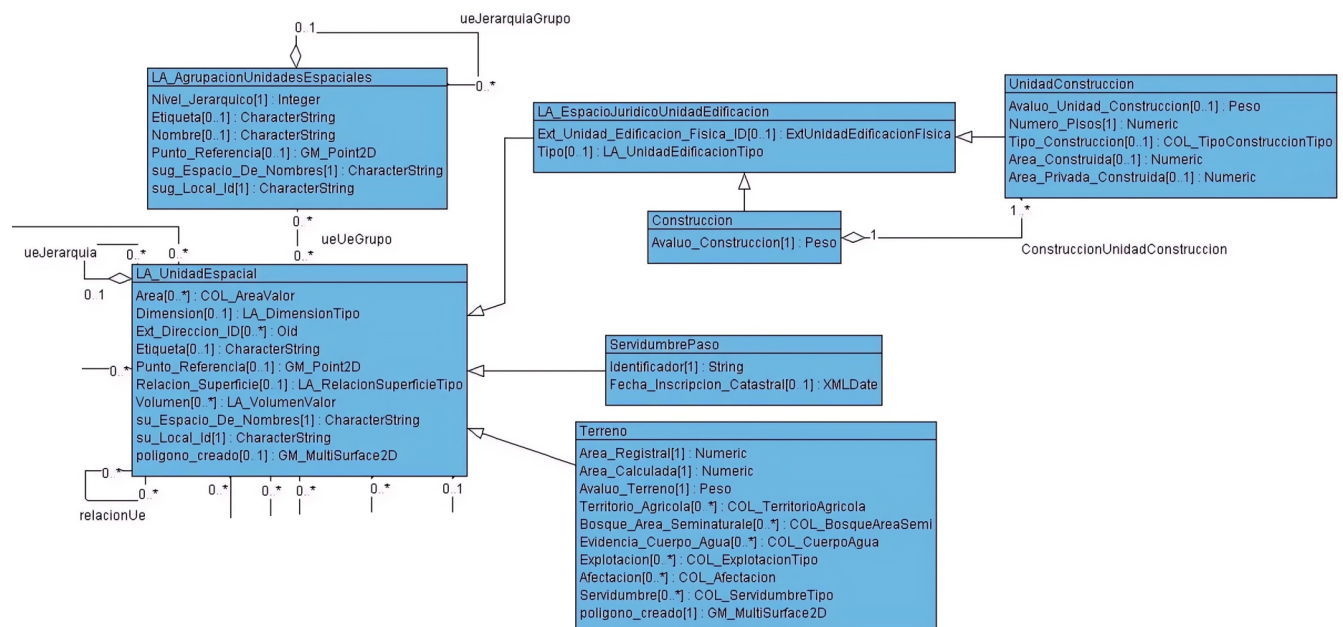 ueJerarquiaGrupo
0..1
0..*
LA_AgrupacionUnidadesEspaciales
Nivel_Jerarquico[1] : Integer
Etiqueta[0..1] : CharacterString
Nombre[0..1] : CharacterString
Punto_Referencia[0..1] : GM_Point2D
sug_Espacio_De_Nombres[1] : CharacterString
sug_Local_Id[1] : CharacterString
0..*
ueUeGrupo
0..*
ueJerarquia
0..*
0..*
0..1
LA_UnidadEspacial
Area[0..*] : COL_AreaValor
Dimension[0..1] : LA_DimensionTipo
Ext_Direccion_ID[0..*] : Oid
Etiqueta[0..1] : CharacterString
Punto_Referencia[0..1] : GM_Point2D
Relacion_Superficie[0..1] : LA_RelacionSuperficieTipo
Volumen[0..*] : LA_VolumenValor
su_Espacio_De_Nombres[1] : CharacterString
su_Local_Id[1] : CharacterString
poligono_creado[0..1] : GM_MultiSurface2D
0..*
0..*
0..*
0..*
0..*
0..*
0..*
0..1
relacionUe
LA_EspacioJuridicoUnidadEdificacion
Ext_Unidad_Edificacion_Fisica_ID[0..1] : ExtUnidadEdificacionFisica
Tipo[0..1] : LA_UnidadEdificacionTipo
Construccion
Avaluo_Construccion[1] : Peso
1
1..*
ConstruccionUnidadConstruccion
UnidadConstruccion
Avaluo_Unidad_Construccion[0..1] : Peso
Numero_Pisos[1] : Numeric
Tipo_Construccion[0..1] : COL_TipoConstruccionTipo
Area_Construida[0..1] : Numeric
Area_Privada_Construida[0..1] : Numeric
ServidumbrePaso
Identificador[1] : String
Fecha_Inscripcion_Catastral[0..1] : XMLDate
Terreno
Area_Registral[1] : Numeric
Area_Calculada[1] : Numeric
Avaluo_Terreno[1] : Peso
Territorio_Agricola[0..*] : COL_TerritorioAgricola
Bosque_Area_Seminaturale[0..*] : COL_BosqueAreaSemi
Evidencia_Cuerpo_Agua[0..*] : COL_CuerpoAgua
Explotacion[0..*] : COL_ExplotacionTipo
Afectacion[0..*] : COL_Afectacion
Servidumbre[0..*] : COL_ServidumbreTipo
poligono_creado[1] : GM_MultiSurface2D